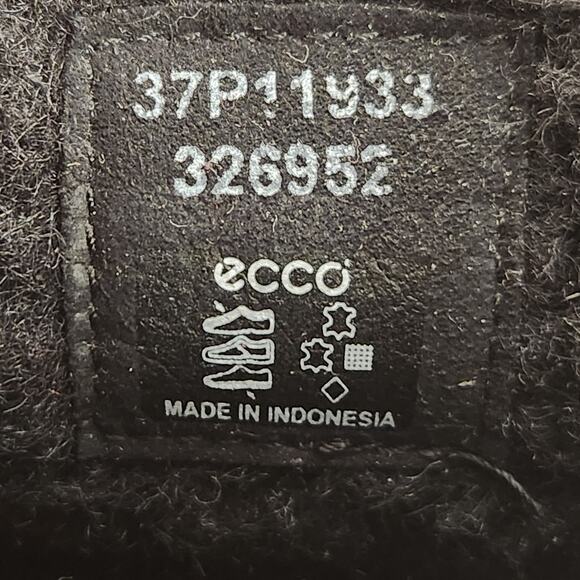 37P11933
326952
ecco
MADE IN INDONESIA